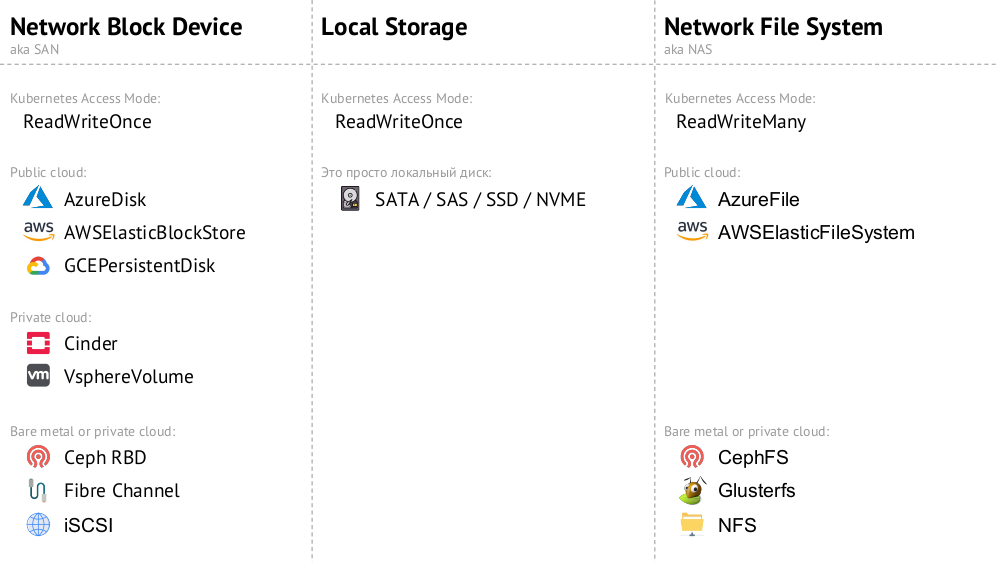 Network Block Device
aka SAN
Kubernetes Access Mode:
ReadWriteOnce
Public cloud:
AzureDisk
aws AWSElasticBlockStore
GCEPersistentDisk
Private cloud:
Cinder
vm VsphereVolume
Bare metal or private cloud:
Ceph RBD
Fibre Channel
iSCSI
Local Storage
Kubernetes Access Mode:
ReadWriteOnce
Это просто локальный диск:
SATA / SAS / SSD / NVME
Network File System
aka NAS
Kubernetes Access Mode:
ReadWriteMany
Public cloud:
AzureFile
aws AWSElasticFileSystem
Bare metal or private cloud:
CephFS
Glusterfs
NFS